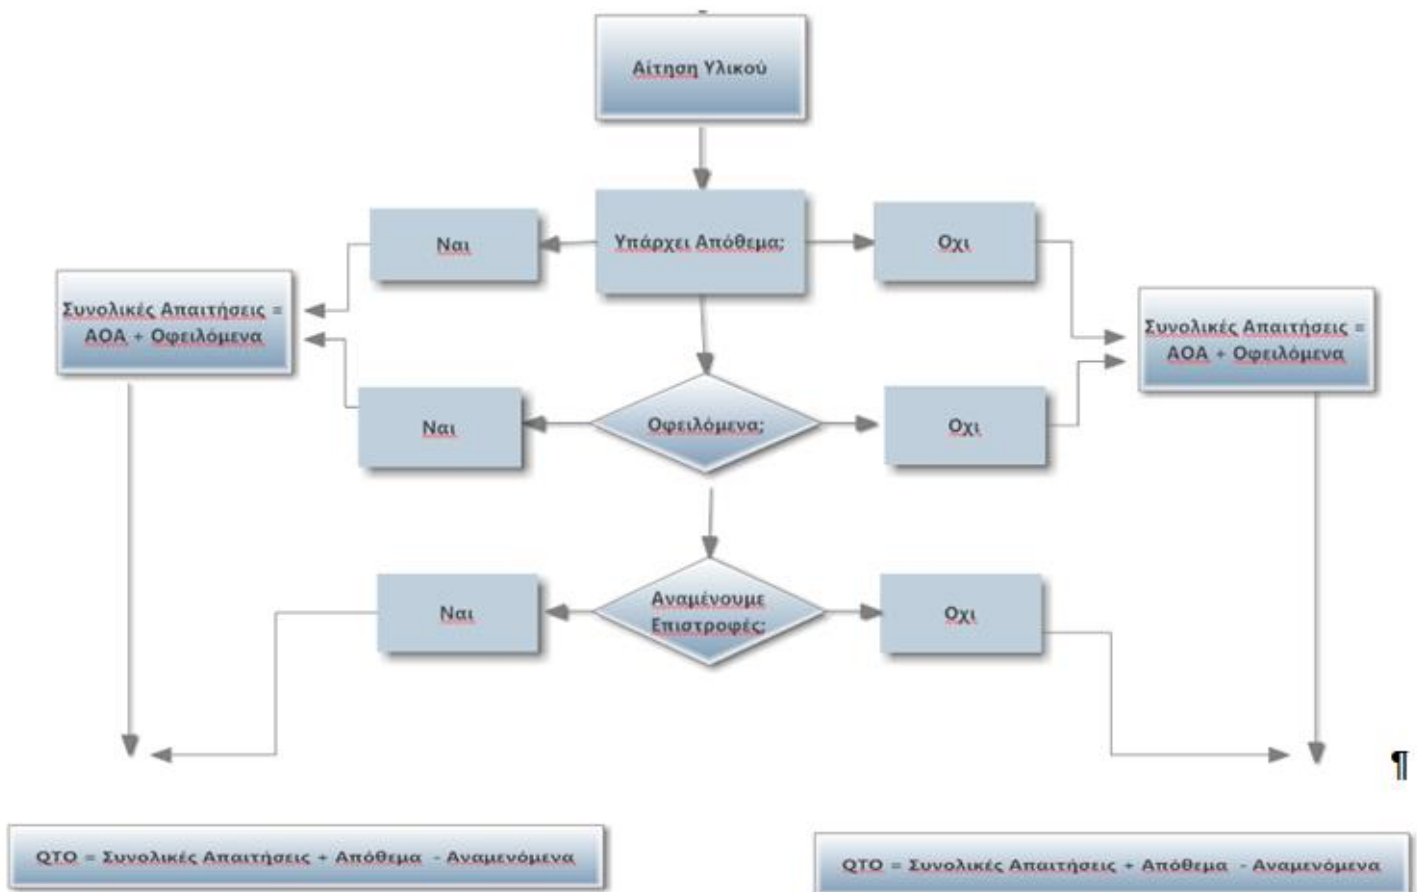 Αίτηση Υλικού
Ναι
Υπάρχει Απόθεμα;
Οχι
Συνολικές Απαιτήσεις =
ΑΟΑ + Οφειλόμενα
Συνολικές Απαιτήσεις =
ΑΟΑ + Οφειλόμενα
Ναι
Οφειλόμενα;
Οχι
Ναι
Αναμένουμε
Επιστροφές;
Οχι
¶
QTO = Συνολικές Απαιτήσεις + Απόθεμα - Αναμενόμενα
QTO = Συνολικές Απαιτήσεις + Απόθεμα - Αναμενόμενα